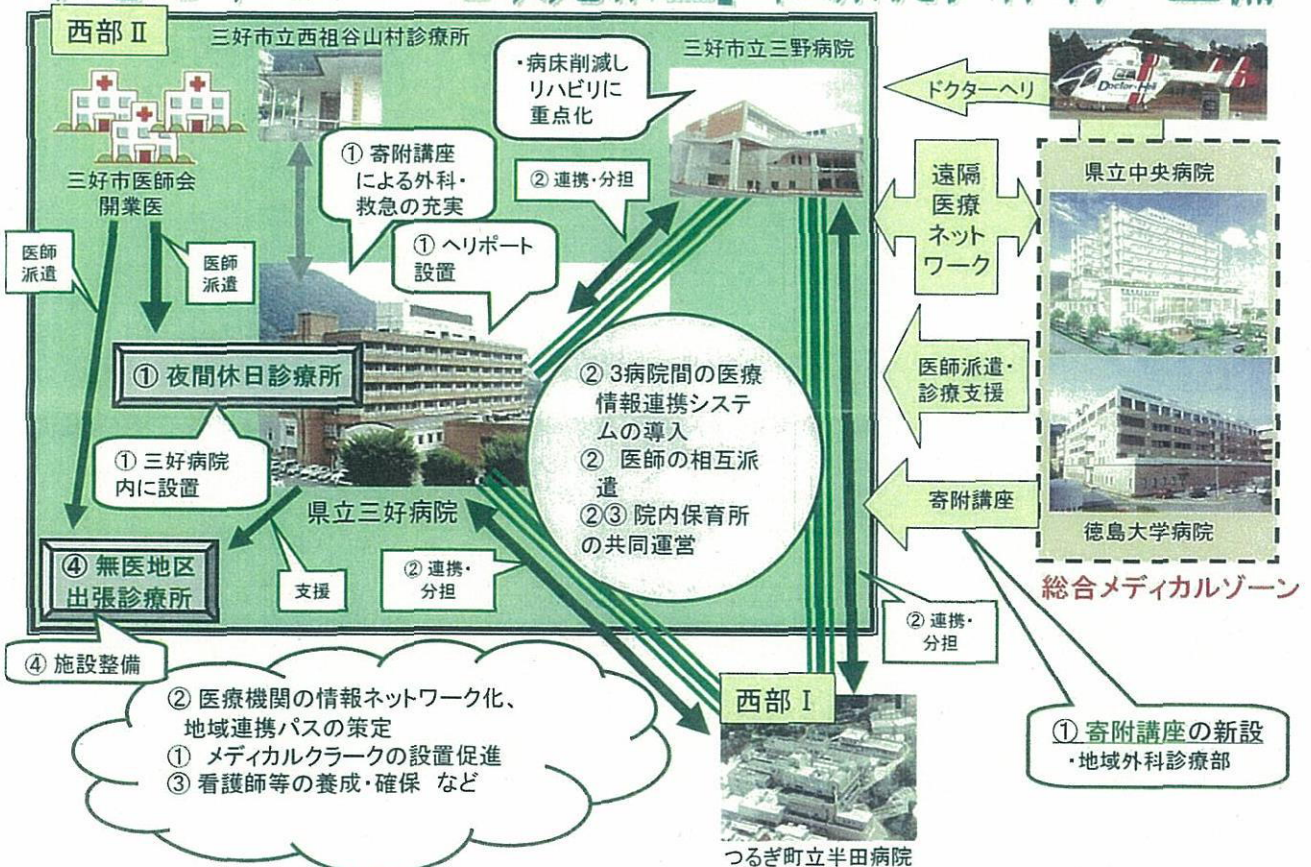 西部Ⅱ
三好市立西祖谷山村診療所
三好市立三野病院
・病床削減し
リハビリに
重点化
ドクターヘリ
Doctor-Heli
三好市医師会
開業医
① 寄附講座
による外科・
救急の充実
② 連携・分担
遠隔
医療
ネット
ワーク
県立中央病院
① ヘリポート
設置
医師
派遣
医師
派遣
① 夜間休日診療所
② 3病院間の医療
情報連携システ
ムの導入
② 医師の相互派
遣
②③ 院内保育所
の共同運営
医師派遣・
診療支援
① 三好病院
内に設置
県立三好病院
寄附講座
徳島大学病院
総合メディカルゾーン
④ 無医地区
出張診療所
支援
② 連携・
分担
② 連携・
分担
④ 施設整備
② 医療機関の情報ネットワーク化、
地域連携パスの策定
① メディカルクラークの設置促進
③ 看護師等の養成・確保 など
西部Ⅰ
① 寄附講座の新設
・地域外科診療部
つるぎ町立半田病院